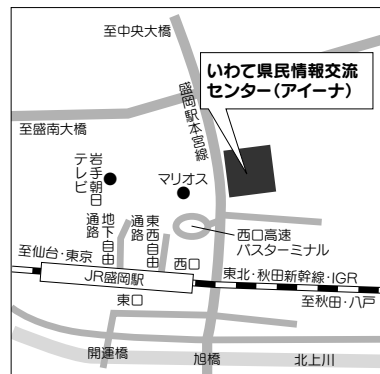 至中央大橋
いわて県民情報交流
センター（アイーナ）
盛岡駅本宮線
至盛南大橋
岩手朝日
テレビ
マリオス
地下自由
通路
東西自由
通路
西口高速
バスターミナル
至仙台・東京
西口
JR盛岡駅
東北・秋田新幹線・IGR
東口
至秋田・八戸
開運橋
旭橋
北上川